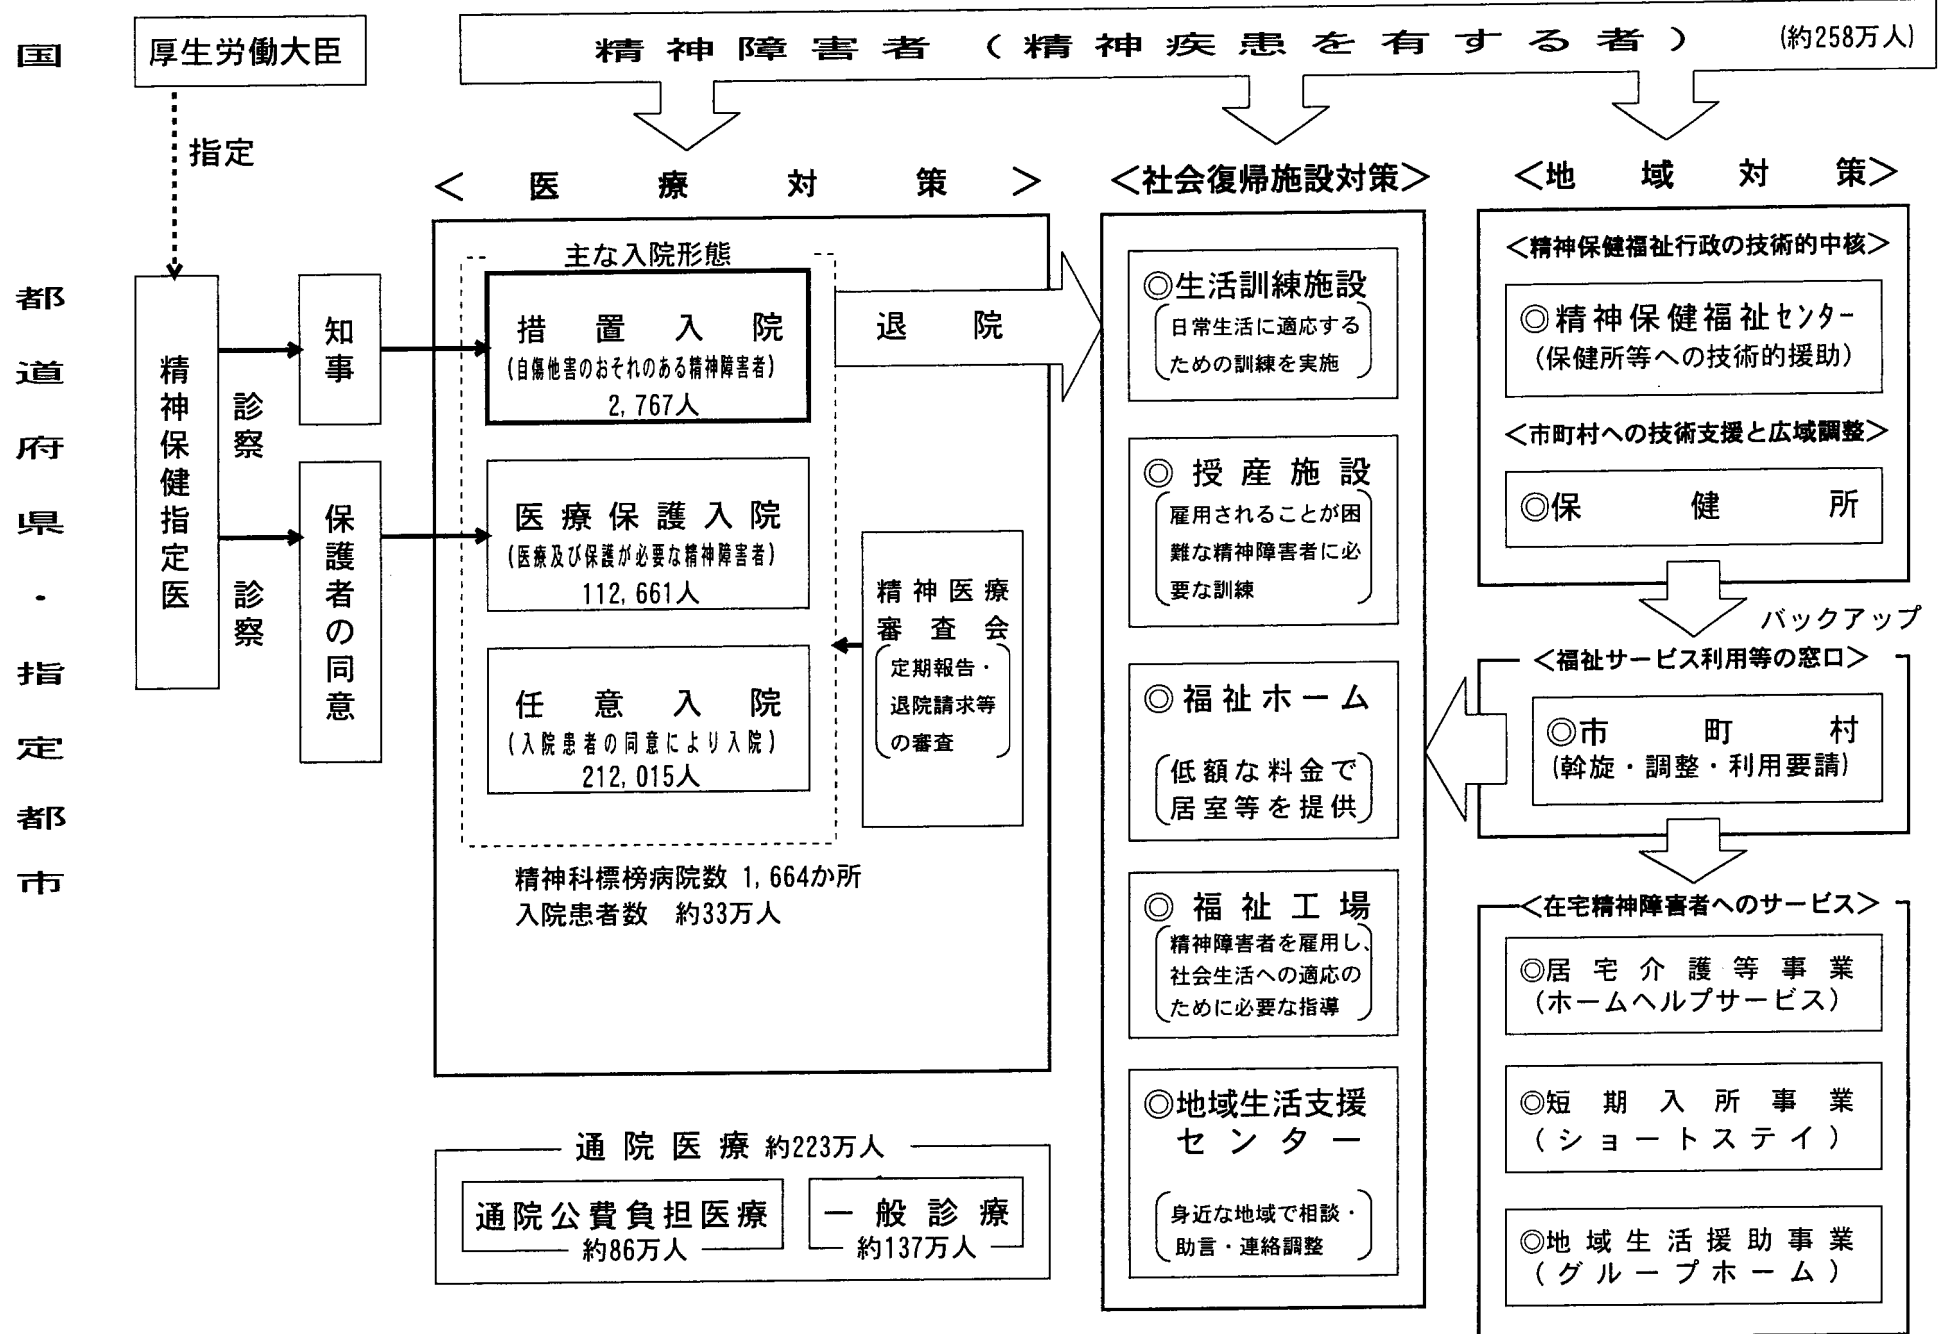 国
都道府県・指定都市
厚生労働大臣
指定
精神保健指定医
診察
診察
知事
保護者の同意
精神障害者（精神疾患を有する者）　(約258万人)
＜医療対策＞
主な入院形態
措置入院
(自傷他害のおそれのある精神障害者)
2,767人
医療保護入院
(医療及び保護が必要な精神障害者)
112,661人
任意入院
(入院患者の同意により入院)
212,015人
精神医療
審査会
定期報告・
退院請求等
の審査
精神科標榜病院数 1,664か所
入院患者数　約33万人
退院
通院医療 約223万人
通院公費負担医療
約86万人
一般診療
約137万人
＜社会復帰施設対策＞
◎生活訓練施設
日常生活に適応する
ための訓練を実施
◎授産施設
雇用されることが困
難な精神障害者に必
要な訓練
◎福祉ホーム
低額な料金で
居室等を提供
◎福祉工場
精神障害者を雇用し、
社会生活への適応の
ために必要な指導
◎地域生活支援
センター
身近な地域で相談・
助言・連絡調整
＜地域対策＞
＜精神保健福祉行政の技術的中核＞
◎精神保健福祉センター
(保健所等への技術的援助)
＜市町村への技術支援と広域調整＞
◎保健所
バックアップ
＜福祉サービス利用等の窓口＞
◎市町村
(斡旋・調整・利用要請)
＜在宅精神障害者へのサービス＞
◎居宅介護等事業
(ホームヘルプサービス)
◎短期入所事業
(ショートステイ)
◎地域生活援助事業
(グループホーム)